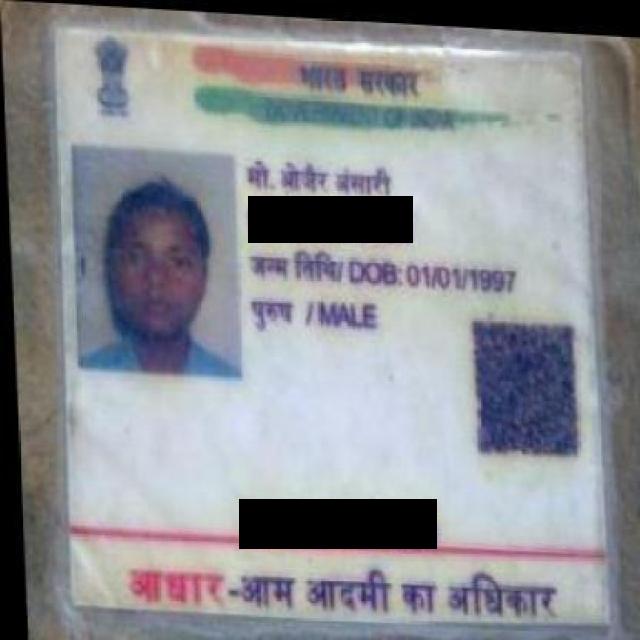 भारत सरकार
GOVERNMENT OF INDIA
मो. ओजैर अंसारी
जन्म तिथि/ DOB: 01/01/1997
पुरुष / MALE
आधार-आम आदमी का अधिकार